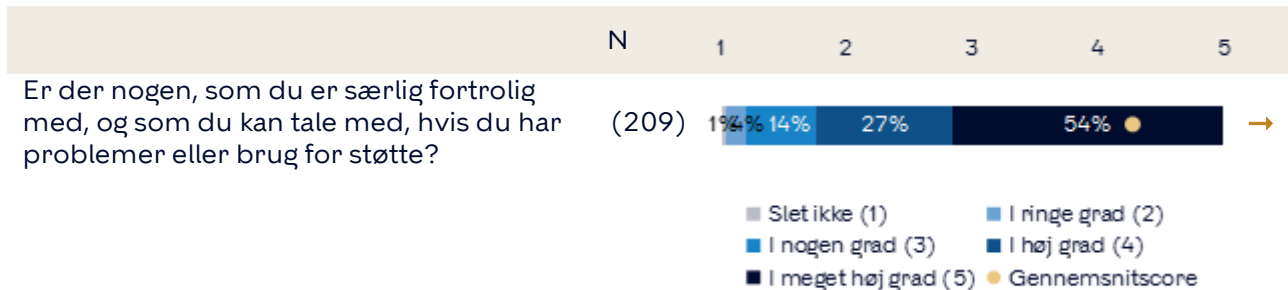 N 1 2 3 4 5
Er der nogen, som du er særlig fortrolig
med, og som du kan tale med, hvis du har
problemer eller brug for støtte?
(209) 1% 4% 14% 27% 54% →
Slet ikke (1) I ringe grad (2)
I nogen grad (3) I høj grad (4)
I meget høj grad (5) Gennemsnitscore